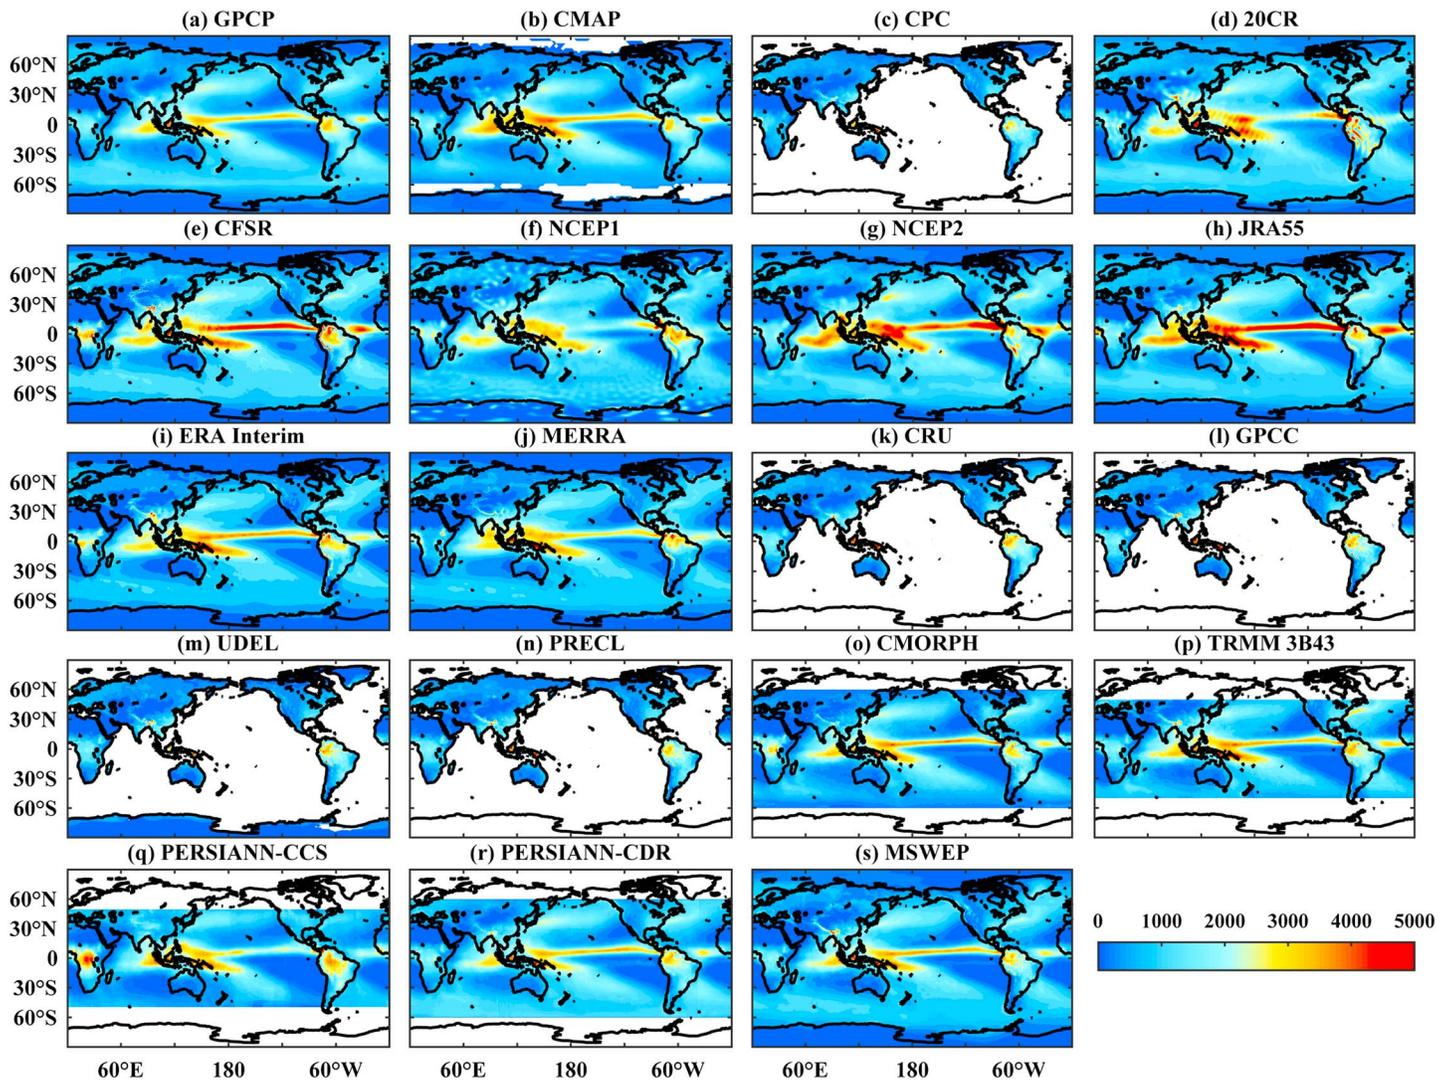 (a) GPCP (b) CMAP (c) CPC (d) 20CR
60°N
30°N
0
30°S
60°S
(e) CFSR (f) NCEP1 (g) NCEP2 (h) JRA55
60°N
30°N
0
30°S
60°S
(i) ERA Interim (j) MERRA (k) CRU (l) GPCC
60°N
30°N
0
30°S
60°S
(m) UDEL (n) PRECL (o) CMORPH (p) TRMM 3B43
60°N
30°N
0
30°S
60°S
(q) PERSIANN-CCS (r) PERSIANN-CDR (s) MSWEP
60°N
30°N
0
30°S
60°S
0 1000 2000 3000 4000 5000
60°E 180 60°W 60°E 180 60°W 60°E 180 60°W